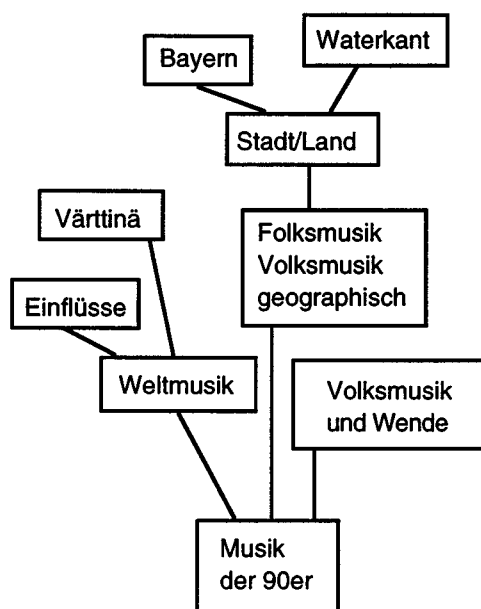 Waterkant
Bayern
Stadt/Land
Värttinä
Folksmusik
Volksmusik
geographisch
Einflüsse
Weltmusik
Volksmusik
und Wende
Musik
der 90er